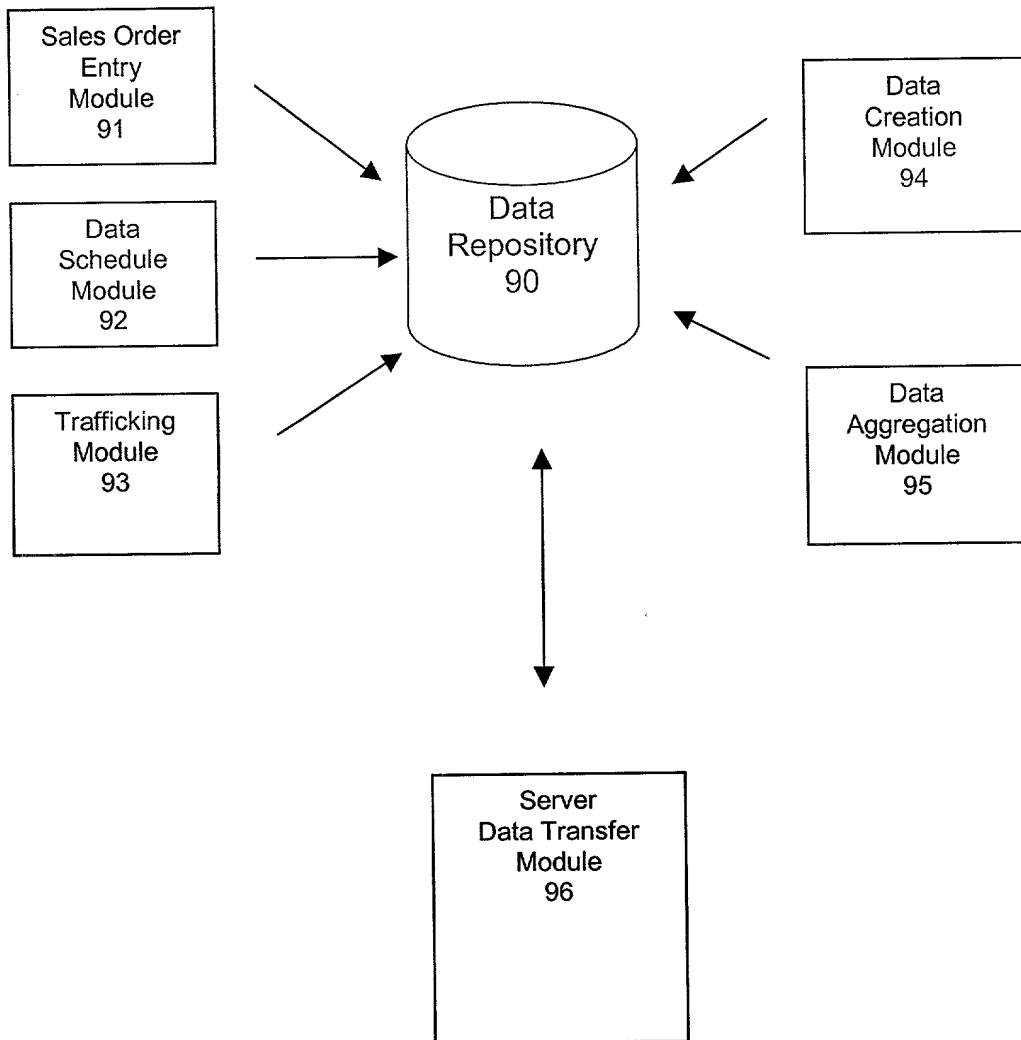 Sales Order
Entry
Module
91
Data
Schedule
Module
92
Trafficking
Module
93
Data
Repository
90
Data
Creation
Module
94
Data
Aggregation
Module
95
Server
Data Transfer
Module
96